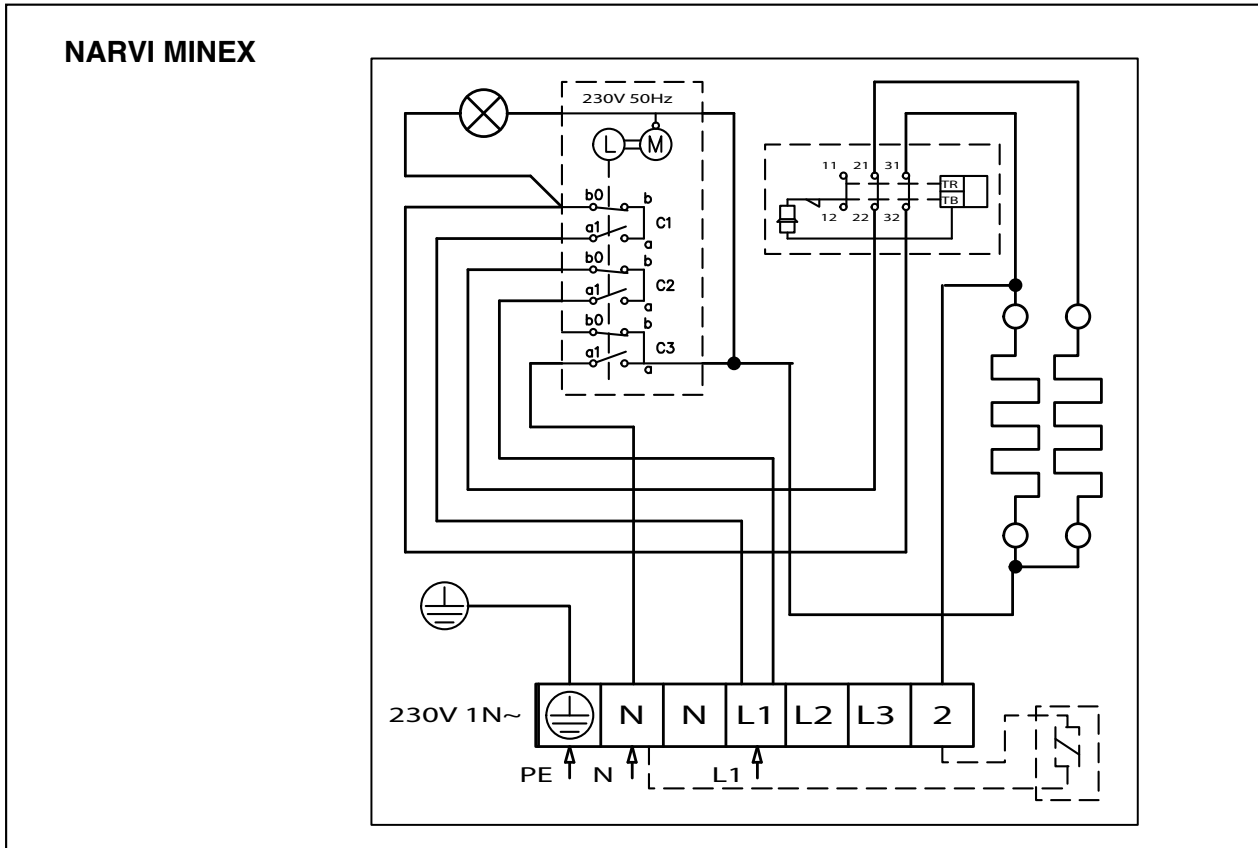 NARVI MINEX
230V 50Hz
L M
11 21 31
TR
TB
12 22 32
b0 b
C1
a1 a
b0 b
C2
a1 a
b0 b
C3
a1 a
230V 1N~ N N L1 L2 L3 2
PE N L1